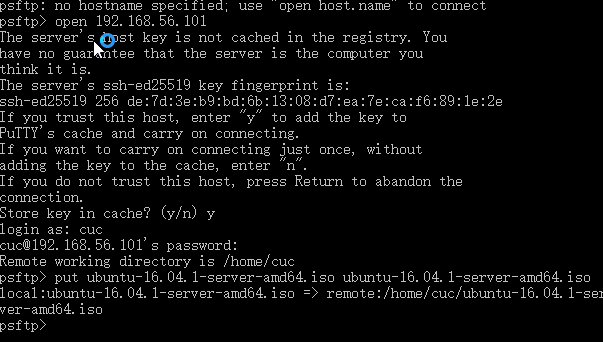 psftp: no hostname specified; use "open host.name" to connect
psftp> open 192.168.56.101
The server's host key is not cached in the registry. You
have no guarantee that the server is the computer you
think it is.
The server's ssh-ed25519 key fingerprint is:
ssh-ed25519 256 de:7d:3e:b9:bd:6b:13:08:d7:ea:7e:ca:f6:89:1e:2e
If you trust this host, enter "y" to add the key to
PuTTY's cache and carry on connecting.
If you want to carry on connecting just once, without
adding the key to the cache, enter "n".
If you do not trust this host, press Return to abandon the
connection.
Store key in cache? (y/n) y
login as: cuc
cuc@192.168.56.101's password:
Remote working directory is /home/cuc
psftp> put ubuntu-16.04.1-server-amd64.iso ubuntu-16.04.1-server-amd64.iso
local:ubuntu-16.04.1-server-amd64.iso => remote:/home/cuc/ubuntu-16.04.1-ser
ver-amd64.iso
psftp>